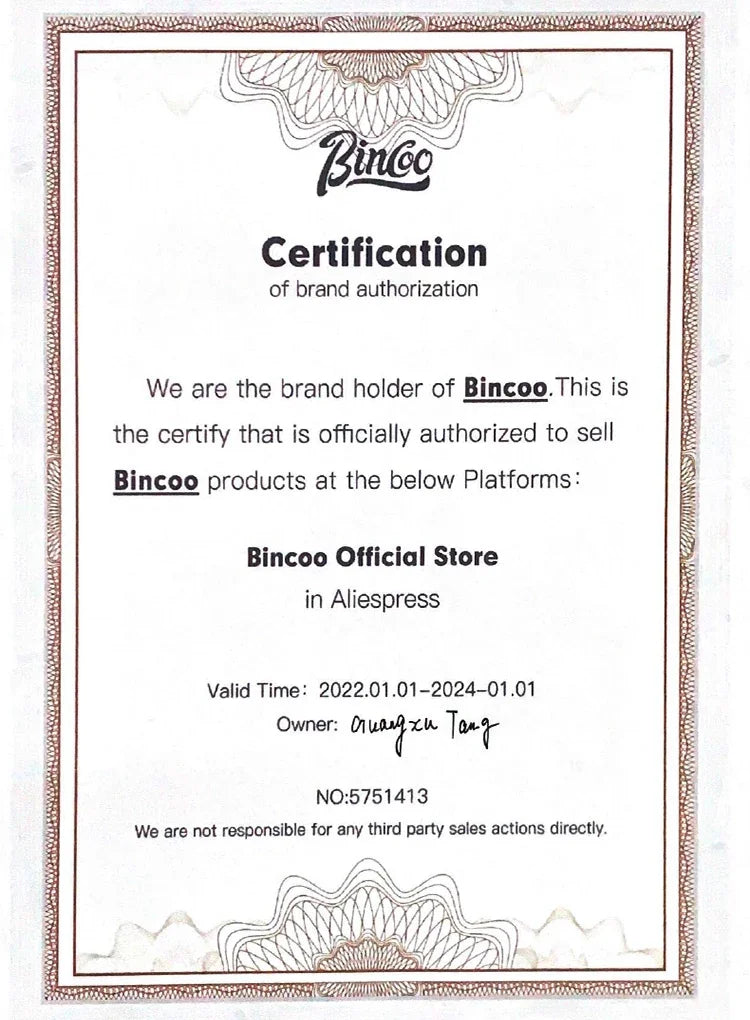 BinCoo
Certification
of brand authorization
We are the brand holder of Bincoo.This is
the certify that is officially authorized to sell
Bincoo products at the below Platforms:
Bincoo Official Store
in Aliespress
Valid Time: 2022.01.01-2024-01.01
Owner: Guangxu Tang
NO:5751413
We are not responsible for any third party sales actions directly.